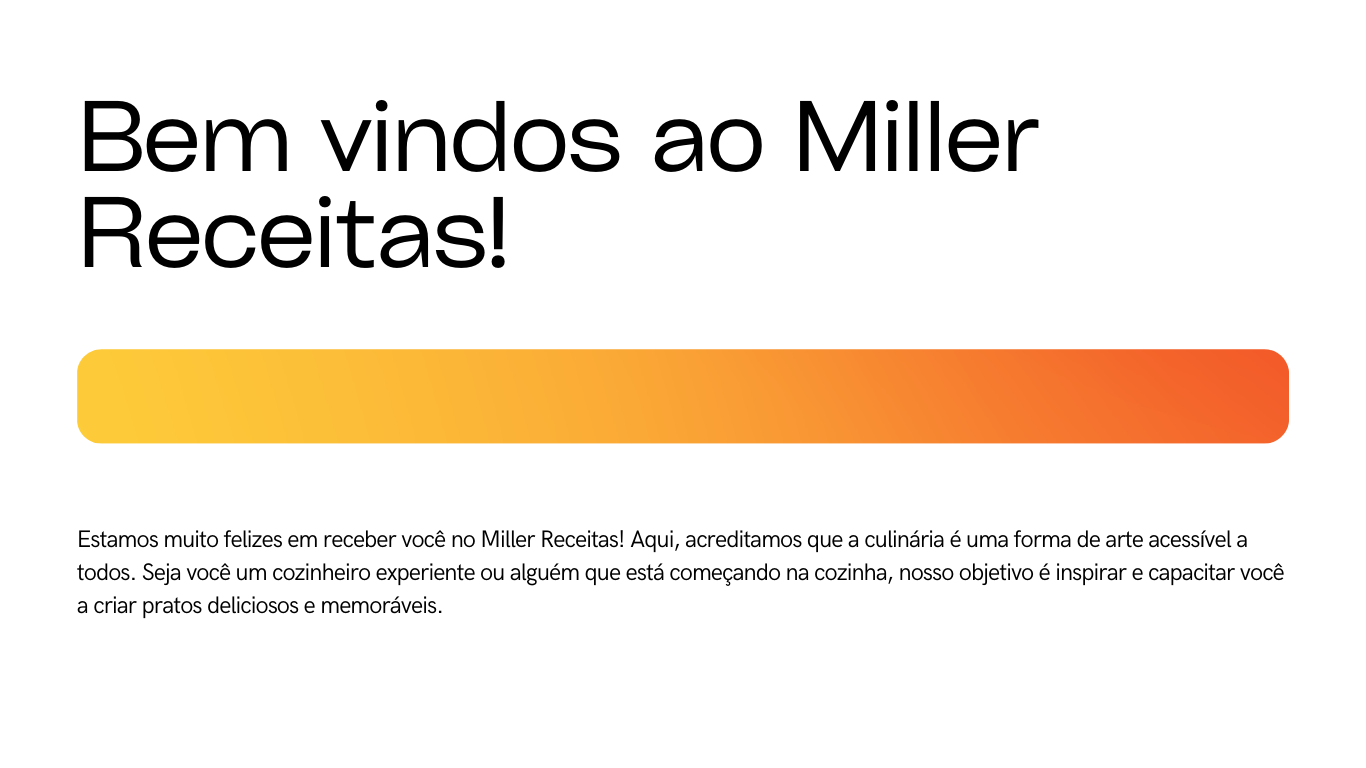 Bem vindos ao Miller
Receitas!
Estamos muito felizes em receber você no Miller Receitas! Aqui, acreditamos que a culinária é uma forma de arte acessível a
todos. Seja você um cozinheiro experiente ou alguém que está começando na cozinha, nosso objetivo é inspirar e capacitar você
a criar pratos deliciosos e memoráveis.